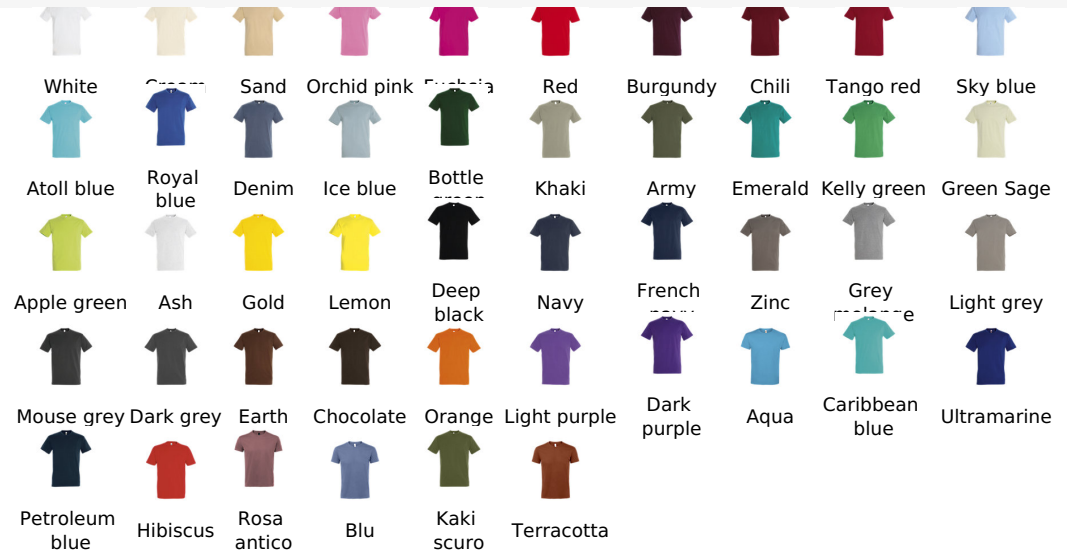 White Sand Orchid pink Red Burgundy Chili Tango red Sky blue
Atoll blue Royal blue Denim Ice blue Bottle Khaki Army Emerald Kelly green Green Sage
Apple green Ash Gold Lemon Deep black Navy French Zinc Grey Light grey
Mouse grey Dark grey Earth Chocolate Orange Light purple Dark purple Aqua Caribbean blue Ultramarine
Petroleum blue Hibiscus Rosa antico Blu Kaki scuro Terracotta